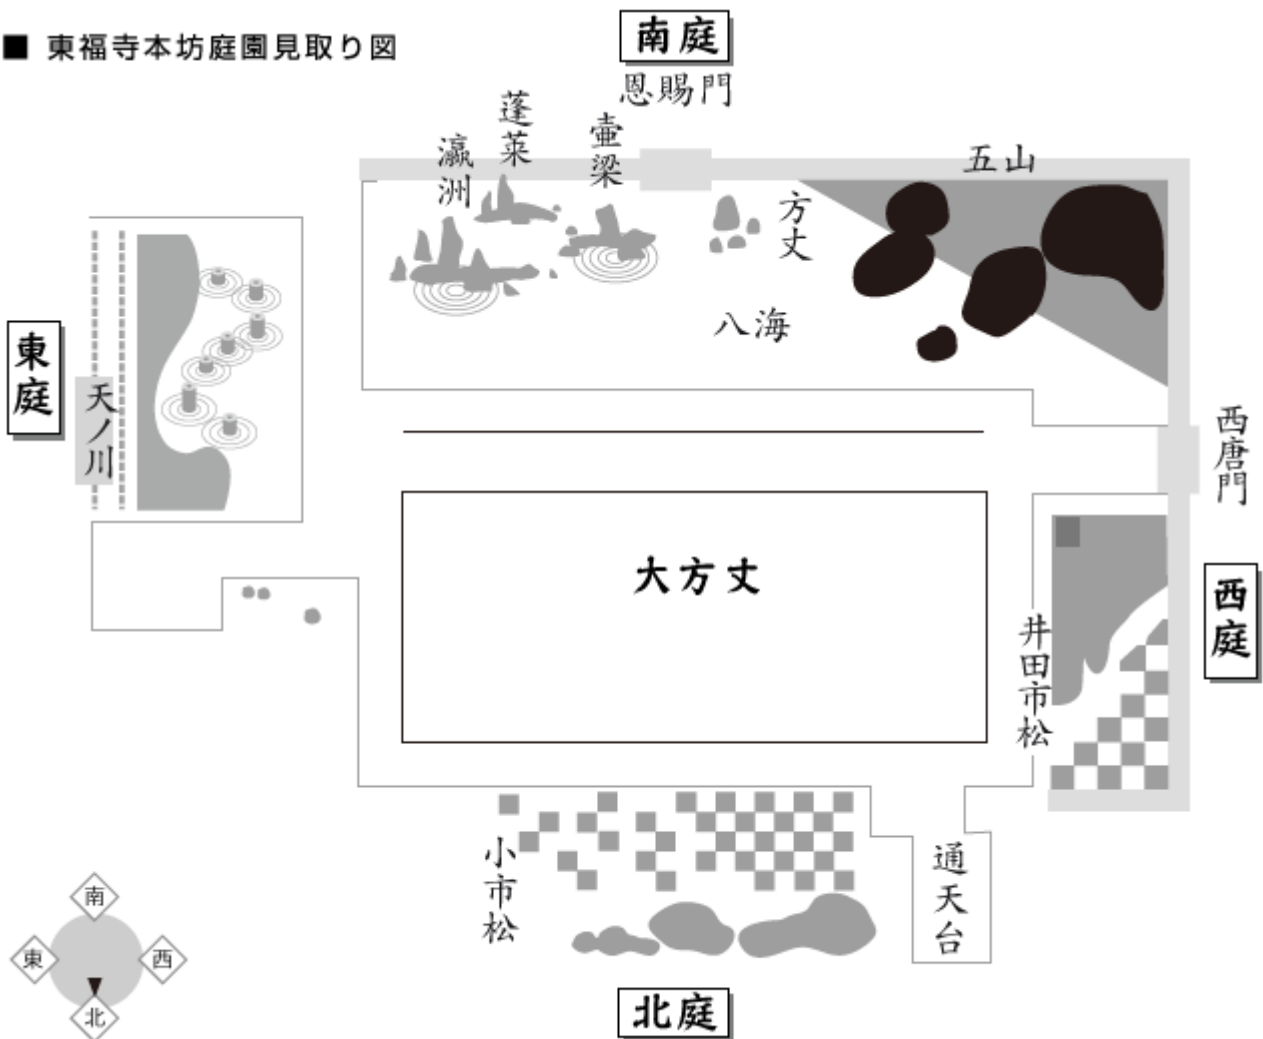 ■ 東福寺本坊庭園見取り図
南庭
恩賜門
蓬萊
瀛洲
壷梁
方丈
五山
八海
東庭
天ノ川
西唐門
大方丈
西庭
井田市松
小市松
通天台
北庭
南
東
西
北